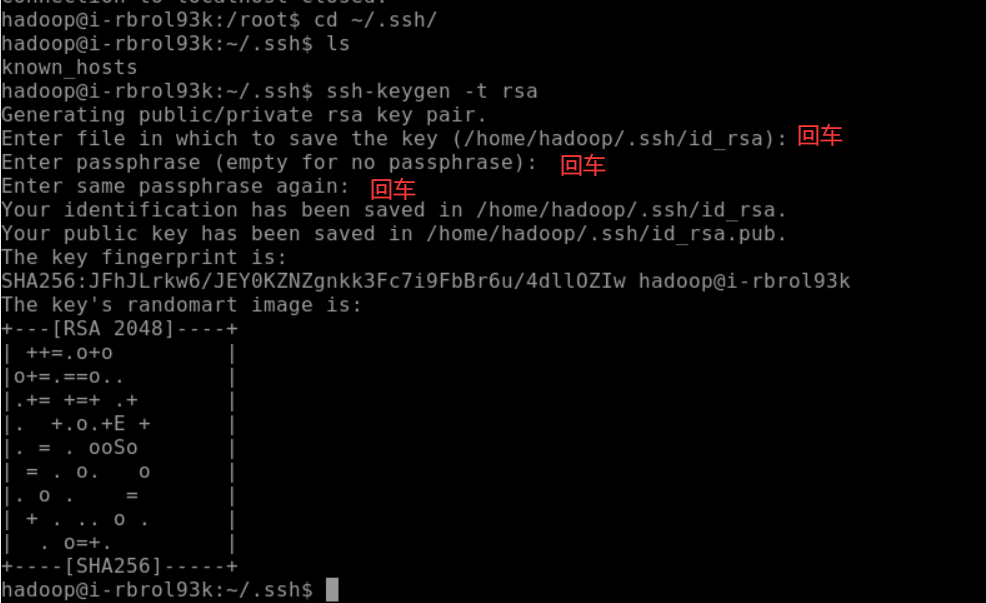 connection to localhost closed.
hadoop@i-rbrol93k:/root$ cd ~/.ssh/
hadoop@i-rbrol93k:~/.ssh$ ls
known_hosts
hadoop@i-rbrol93k:~/.ssh$ ssh-keygen -t rsa
Generating public/private rsa key pair.
Enter file in which to save the key (/home/hadoop/.ssh/id_rsa): 回车
Enter passphrase (empty for no passphrase): 回车
Enter same passphrase again: 回车
Your identification has been saved in /home/hadoop/.ssh/id_rsa.
Your public key has been saved in /home/hadoop/.ssh/id_rsa.pub.
The key fingerprint is:
SHA256:JFhJLrkw6/JEY0KZNZgnkk3Fc7i9FbBr6u/4dllOZIw hadoop@i-rbrol93k
The key's randomart image is:
+---[RSA 2048]----+
| ++=.o+o         |
|o+=.==o..        |
|.+= +=+ .+       |
|.  +.o.+E +      |
|. = . ooSo       |
| = . o.   o      |
|. o .    =       |
| + . .. o .      |
|  . o=+.         |
+----[SHA256]-----+
hadoop@i-rbrol93k:~/.ssh$